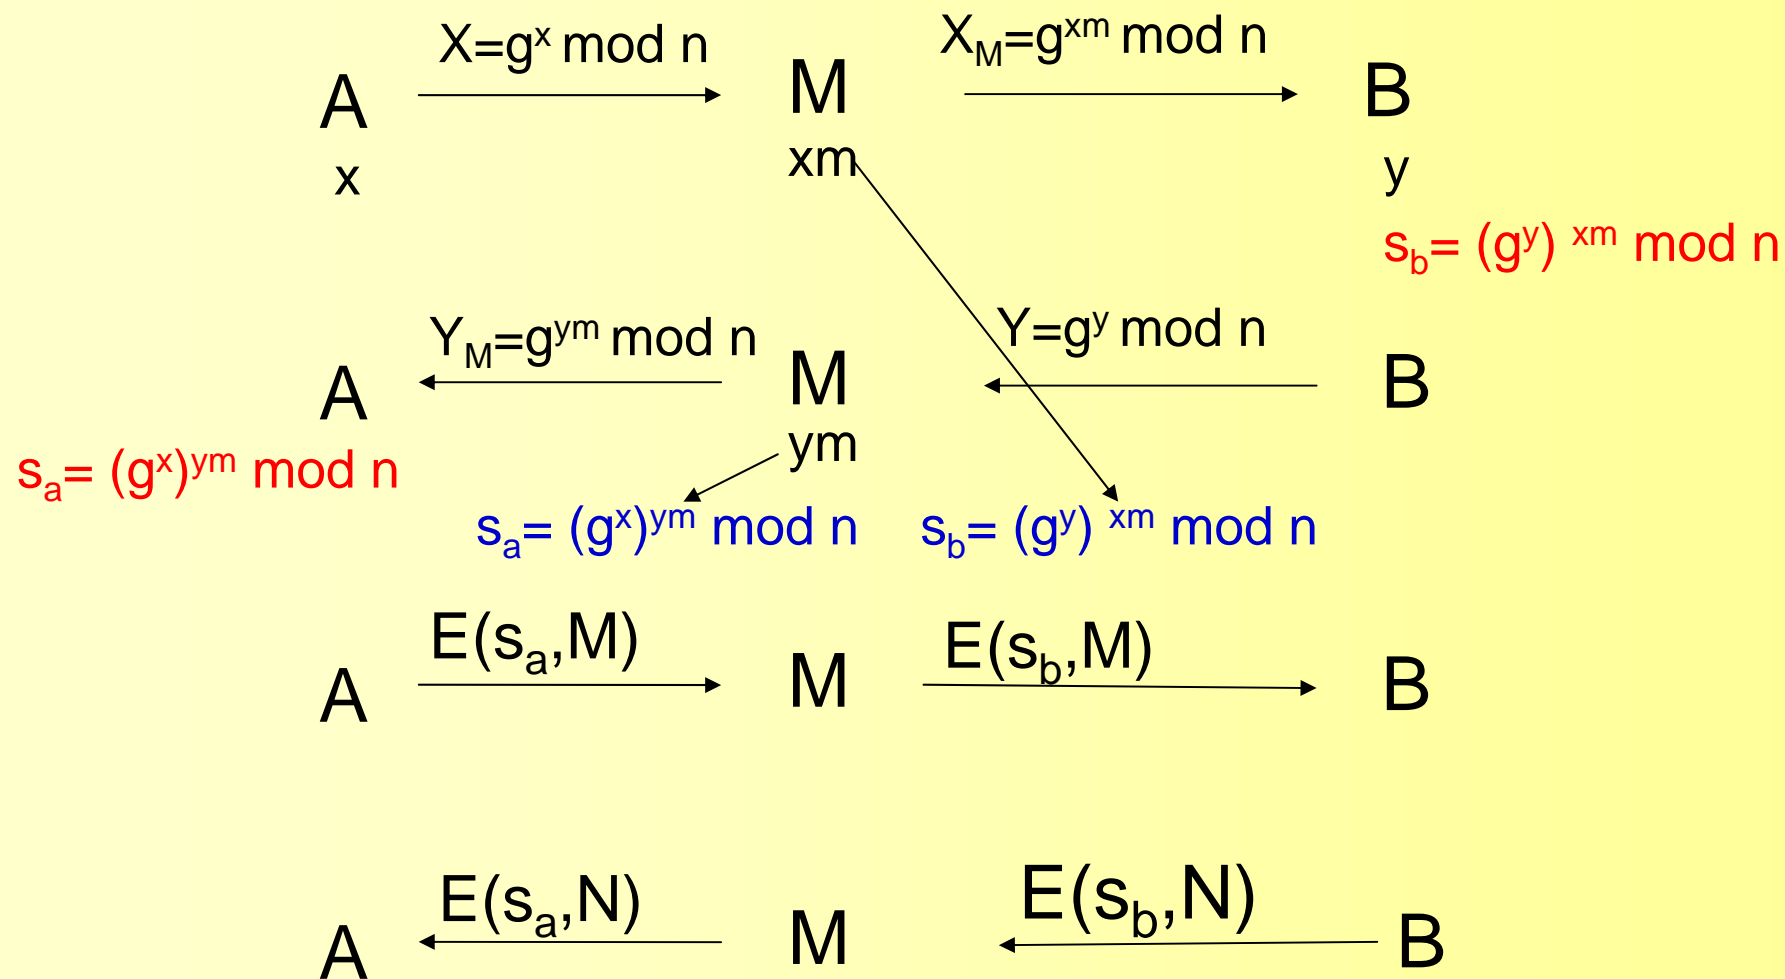 X=g^x mod n X_M=g^xm mod n
A M B
x xm y
s_b= (g^y) ^xm mod n
Y_M=g^ym mod n Y=g^y mod n
A M B
ym
s_a= (g^x)^ym mod n
s_a= (g^x)^ym mod n s_b= (g^y) ^xm mod n
E(s_a,M) E(s_b,M)
A M B
E(s_a,N) E(s_b,N)
A M B